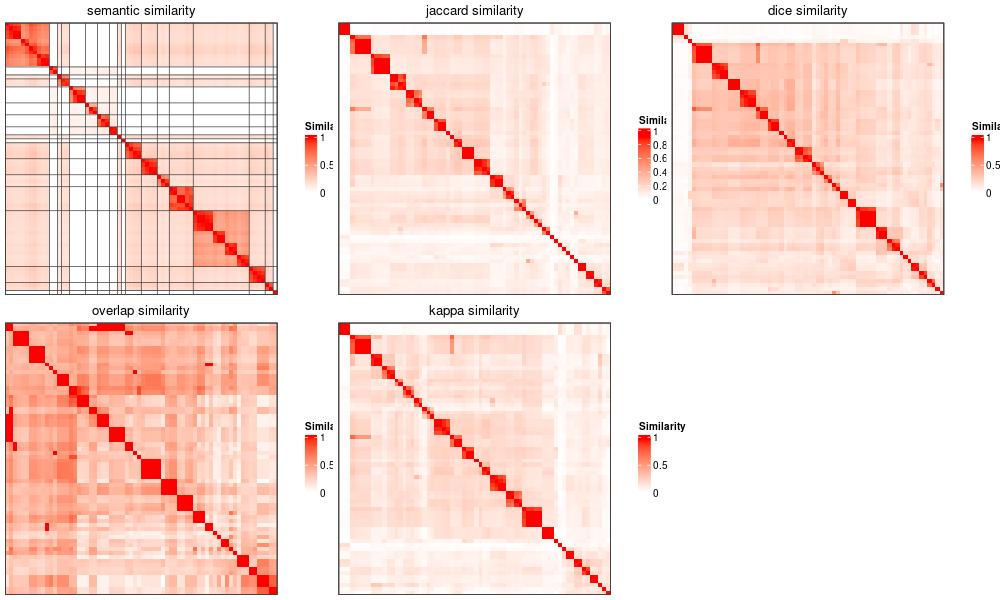 semantic similarity
Simila
1
0.5
0
jaccard similarity
Simila
1
0.8
0.6
0.4
0.2
0
dice similarity
Simila
1
0.5
0
overlap similarity
Simila
1
0.5
0
kappa similarity
Similarity
1
0.5
0